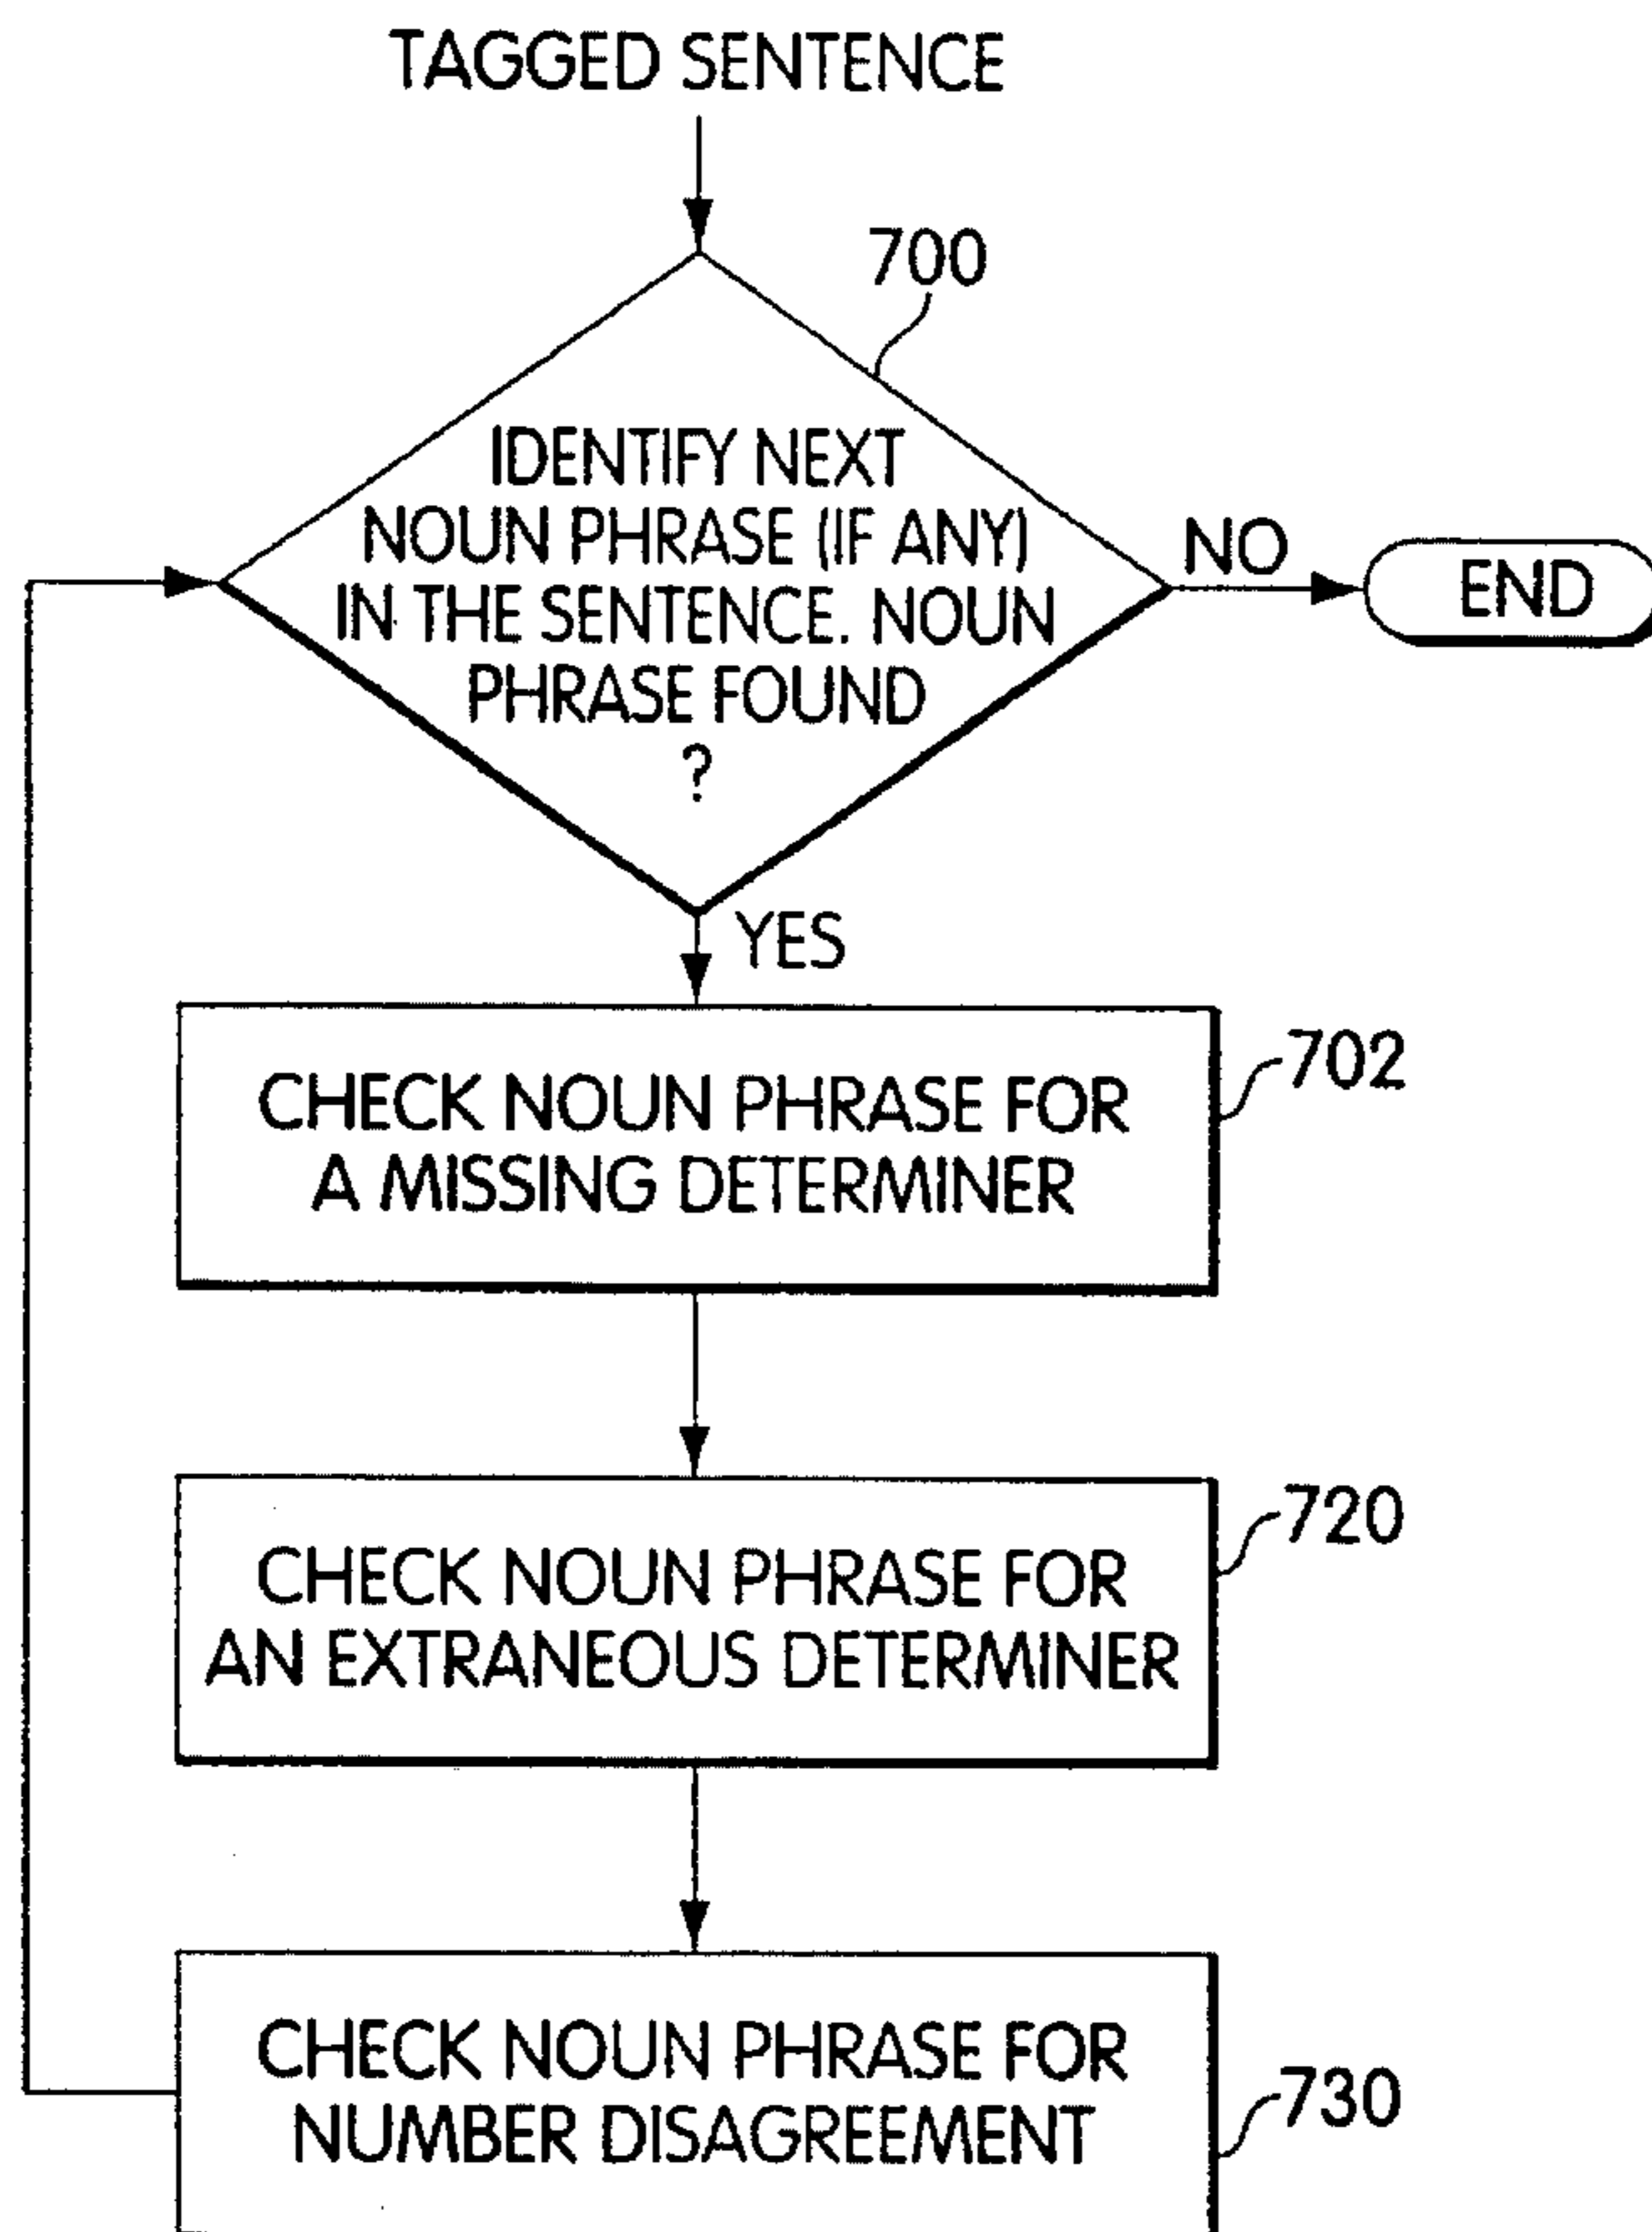 TAGGED SENTENCE
700
IDENTIFY NEXT
NOUN PHRASE (IF ANY)
IN THE SENTENCE. NOUN
PHRASE FOUND
?
NO
END
YES
CHECK NOUN PHRASE FOR
A MISSING DETERMINER
702
CHECK NOUN PHRASE FOR
AN EXTRANEOUS DETERMINER
720
CHECK NOUN PHRASE FOR
NUMBER DISAGREEMENT
730